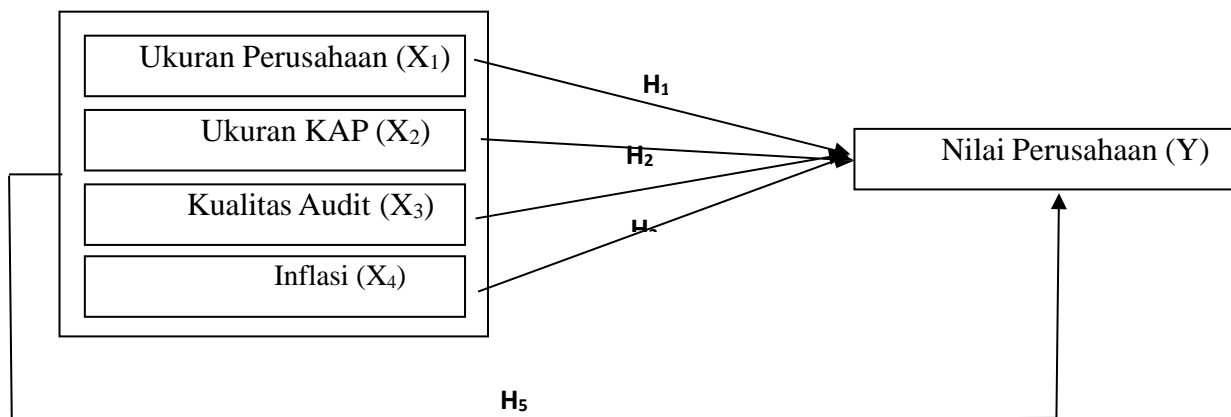 Ukuran Perusahaan (X₁)
H₁
Ukuran KAP (X₂)
H₂
Nilai Perusahaan (Y)
Kualitas Audit (X₃)
Inflasi (X₄)
H₅